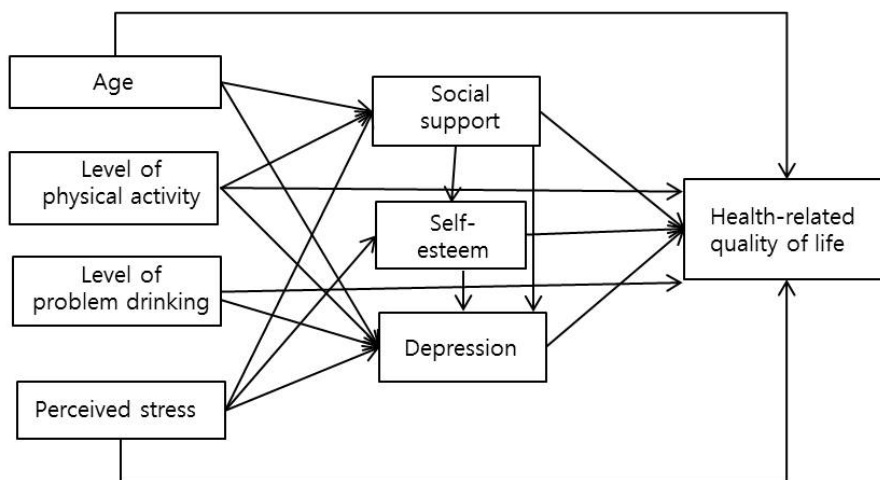 Age
Level of
physical activity
Level of
problem drinking
Perceived stress
Social
support
Self-
esteem
Depression
Health-related
quality of life